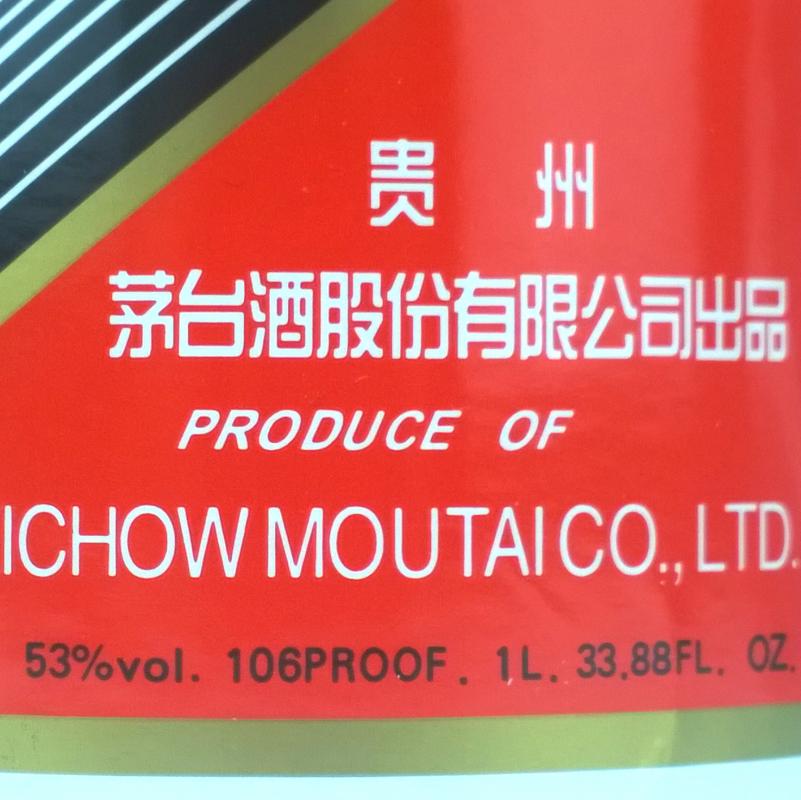 贵 州
茅台酒股份有限公司出品
PRODUCE OF
ICHOW MOUTAI CO., LTD.
53%vol. 106PROOF. 1L. 33.88FL. OZ.